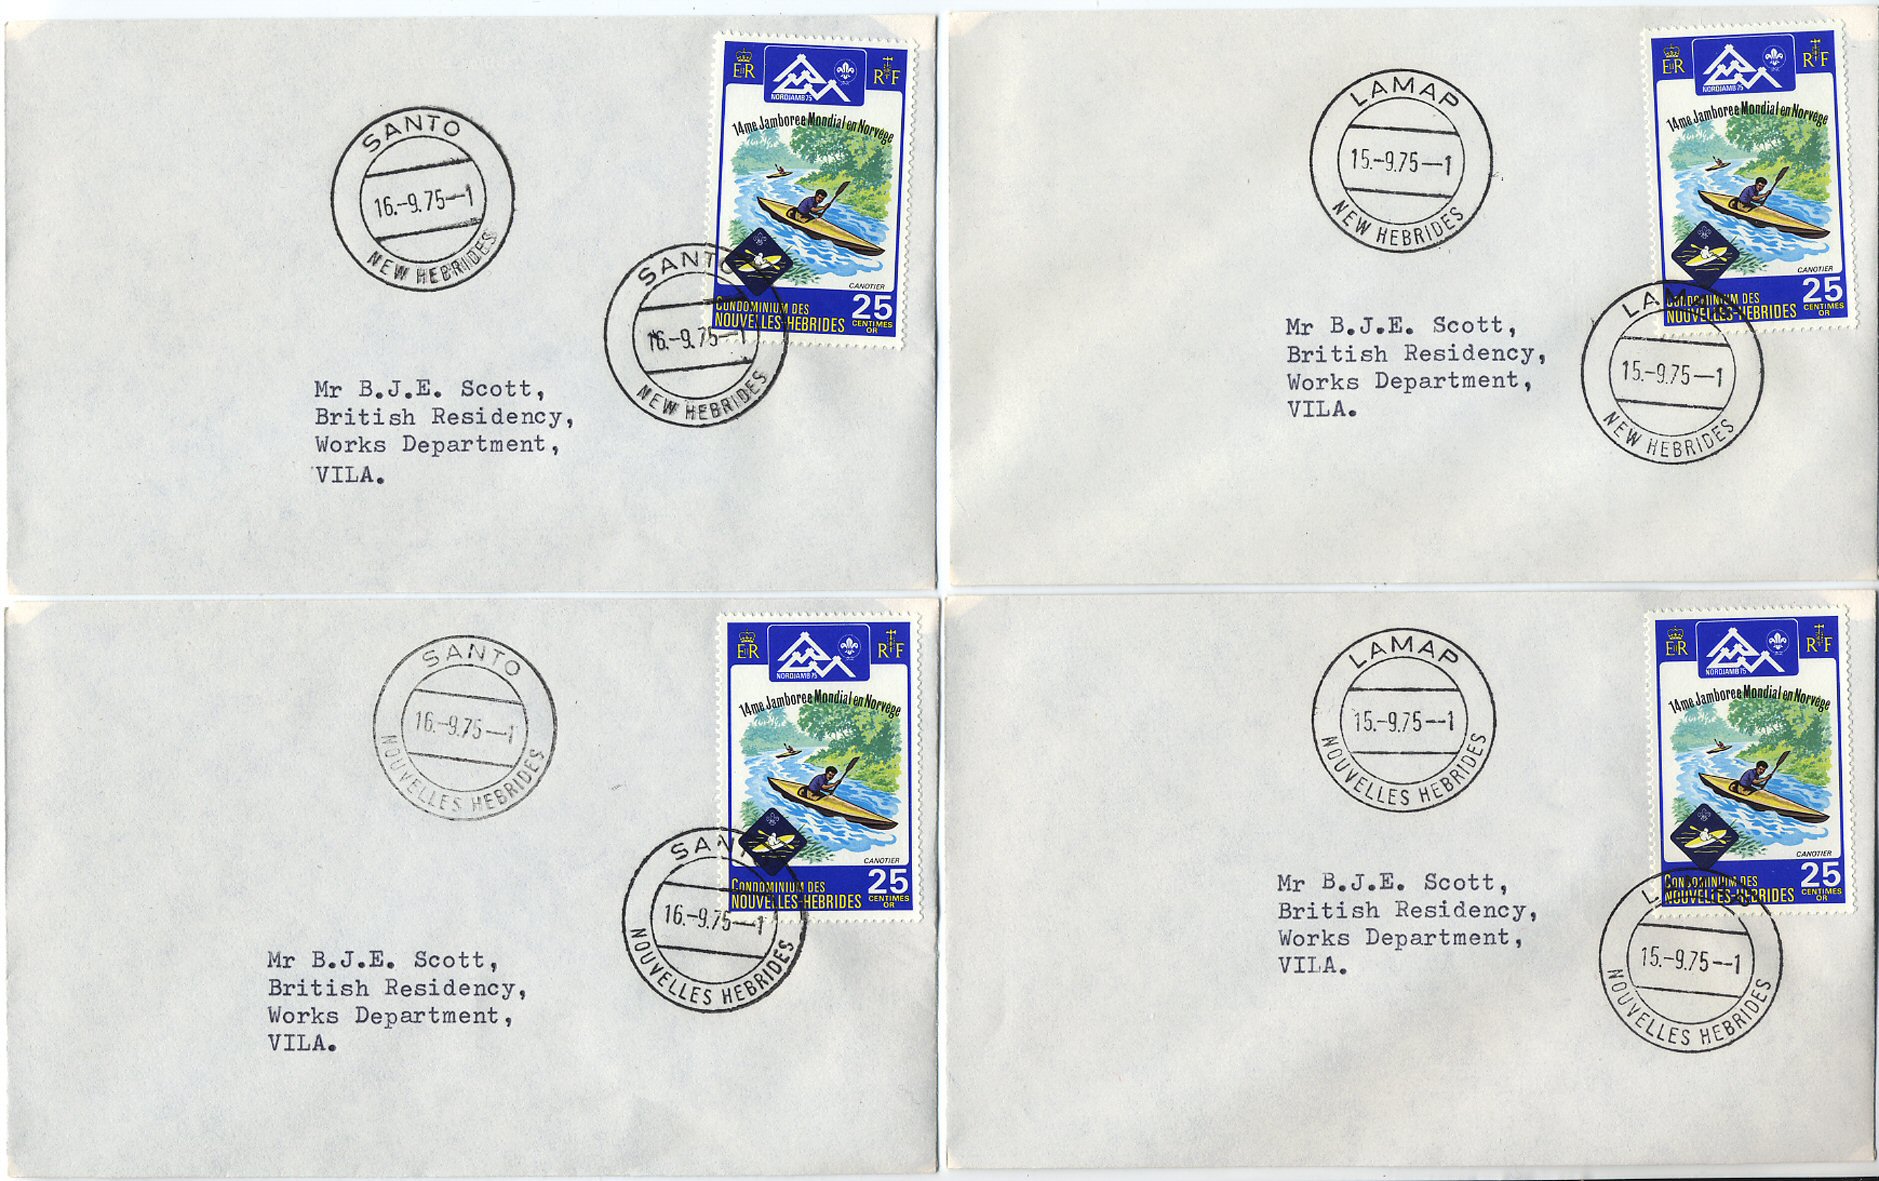 SANTO
16.-9.75--1
NEW HEBRIDES
SANTO
16.-9.75--1
NEW HEBRIDES
ER
RF
NORDJAMB 75
14me Jamboree Mondial en Norvège
CANOTIER
CONDOMINIUM DES
NOUVELLES-HEBRIDES
25
CENTIMES
OR
Mr B.J.E. Scott,
British Residency,
Works Department,
VILA.
LAMAP
15.-9.75--1
NEW HEBRIDES
LAMAP
15.-9.75--1
NEW HEBRIDES
ER
RF
NORDJAMB 75
14me Jamboree Mondial en Norvège
CANOTIER
CONDOMINIUM DES
NOUVELLES-HEBRIDES
25
CENTIMES
OR
Mr B.J.E. Scott,
British Residency,
Works Department,
VILA.
SANTO
16.-9.75--1
NOUVELLES HEBRIDES
SANTO
16.-9.75--1
NOUVELLES HEBRIDES
ER
RF
NORDJAMB 75
14me Jamboree Mondial en Norvège
CANOTIER
CONDOMINIUM DES
NOUVELLES-HEBRIDES
25
CENTIMES
OR
Mr B.J.E. Scott,
British Residency,
Works Department,
VILA.
LAMAP
15.-9.75--1
NOUVELLES HEBRIDES
LAMAP
15.-9.75--1
NOUVELLES HEBRIDES
ER
RF
NORDJAMB 75
14me Jamboree Mondial en Norvège
CANOTIER
CONDOMINIUM DES
NOUVELLES-HEBRIDES
25
CENTIMES
OR
Mr B.J.E. Scott,
British Residency,
Works Department,
VILA.